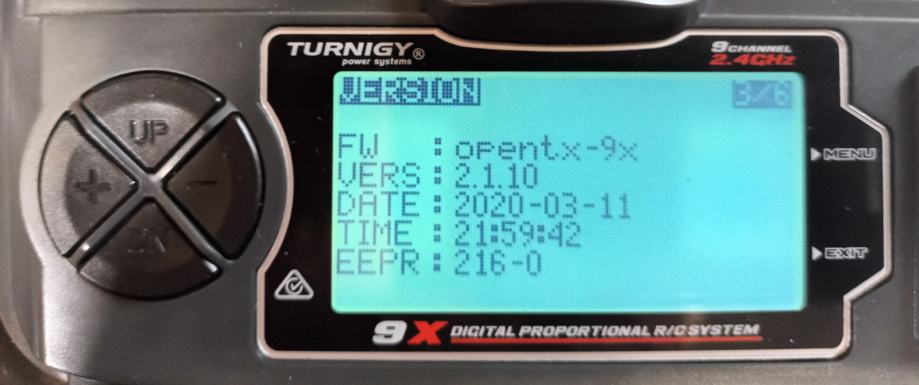 TURNIGY®
power systems
9CHANNEL
2.4GHz
VERSION 3/6
FW : opentx-9x
VERS : 2.1.10
DATE : 2020-03-11
TIME : 21:59:42
EEPR : 216-0
UP
+ -
DN
MENU
EXIT
9X DIGITAL PROPORTIONAL R/C SYSTEM